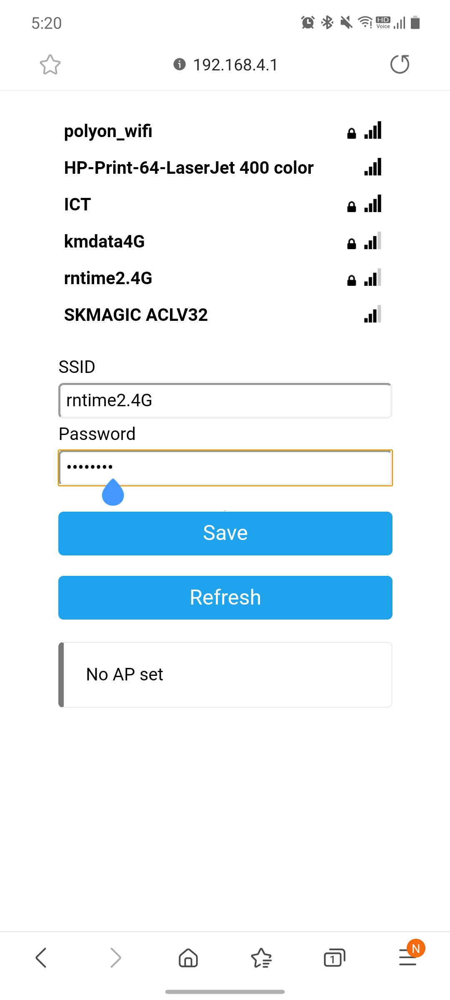 5:20
HD
Voice
192.168.4.1
polyon_wifi
HP-Print-64-LaserJet 400 color
ICT
kmdata4G
rntime2.4G
SKMAGIC ACLV32
SSID
rntime2.4G
Password
••••••••
Save
Refresh
No AP set
1
N